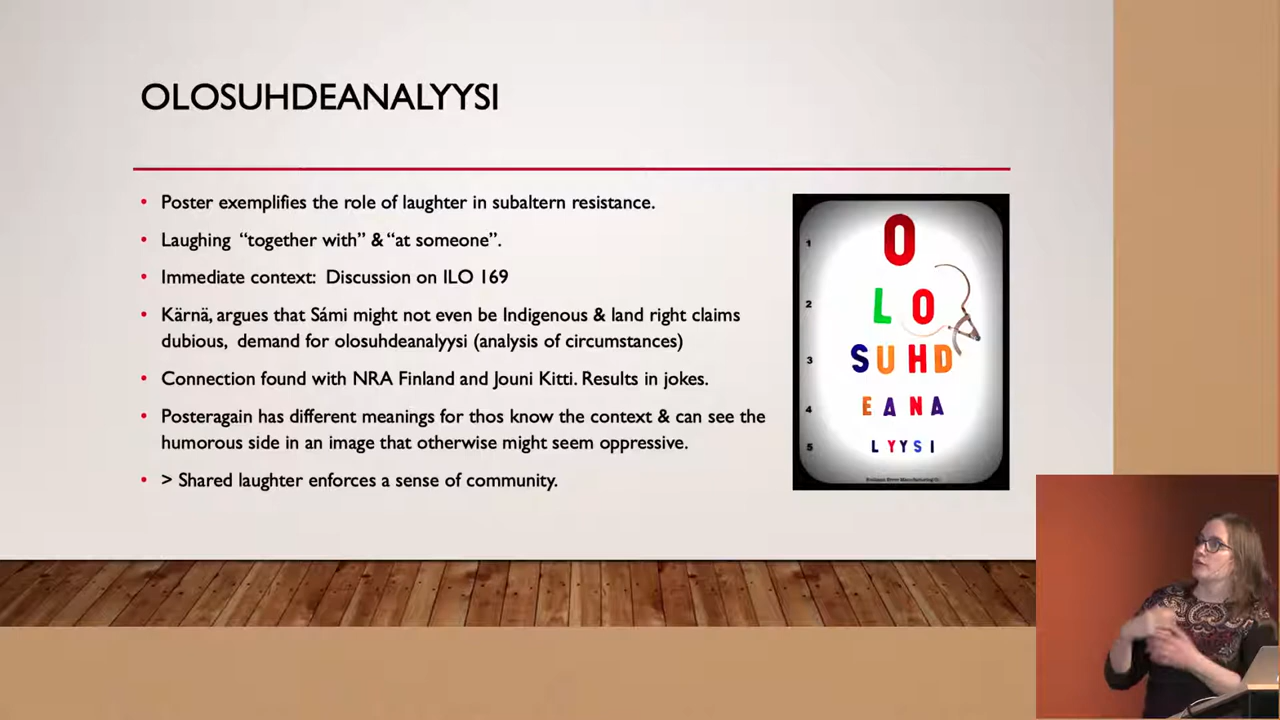 OLOSUHDEANALYYSI
• Poster exemplifies the role of laughter in subaltern resistance.
• Laughing “together with” & “at someone”.
• Immediate context: Discussion on ILO 169
• Kärnä, argues that Sámi might not even be Indigenous & land right claims
dubious, demand for olosuhdeanalyysi (analysis of circumstances)
• Connection found with NRA Finland and Jouni Kitti. Results in jokes.
• Posteragain has different meanings for thos know the context & can see the
humorous side in an image that otherwise might seem oppressive.
• > Shared laughter enforces a sense of community.
1 O
2 L O
3 S U H D
4 E A N A
5 L Y Y S I